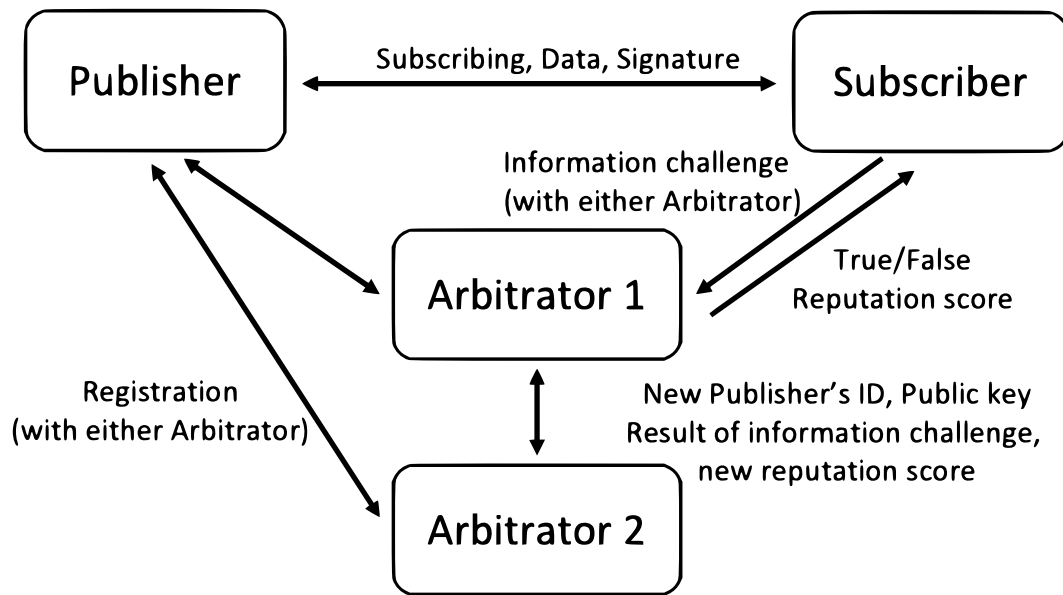 Publisher
Subscribing, Data, Signature
Subscriber
Information challenge
(with either Arbitrator)
True/False
Reputation score
Arbitrator 1
Registration
(with either Arbitrator)
New Publisher’s ID, Public key
Result of information challenge,
new reputation score
Arbitrator 2